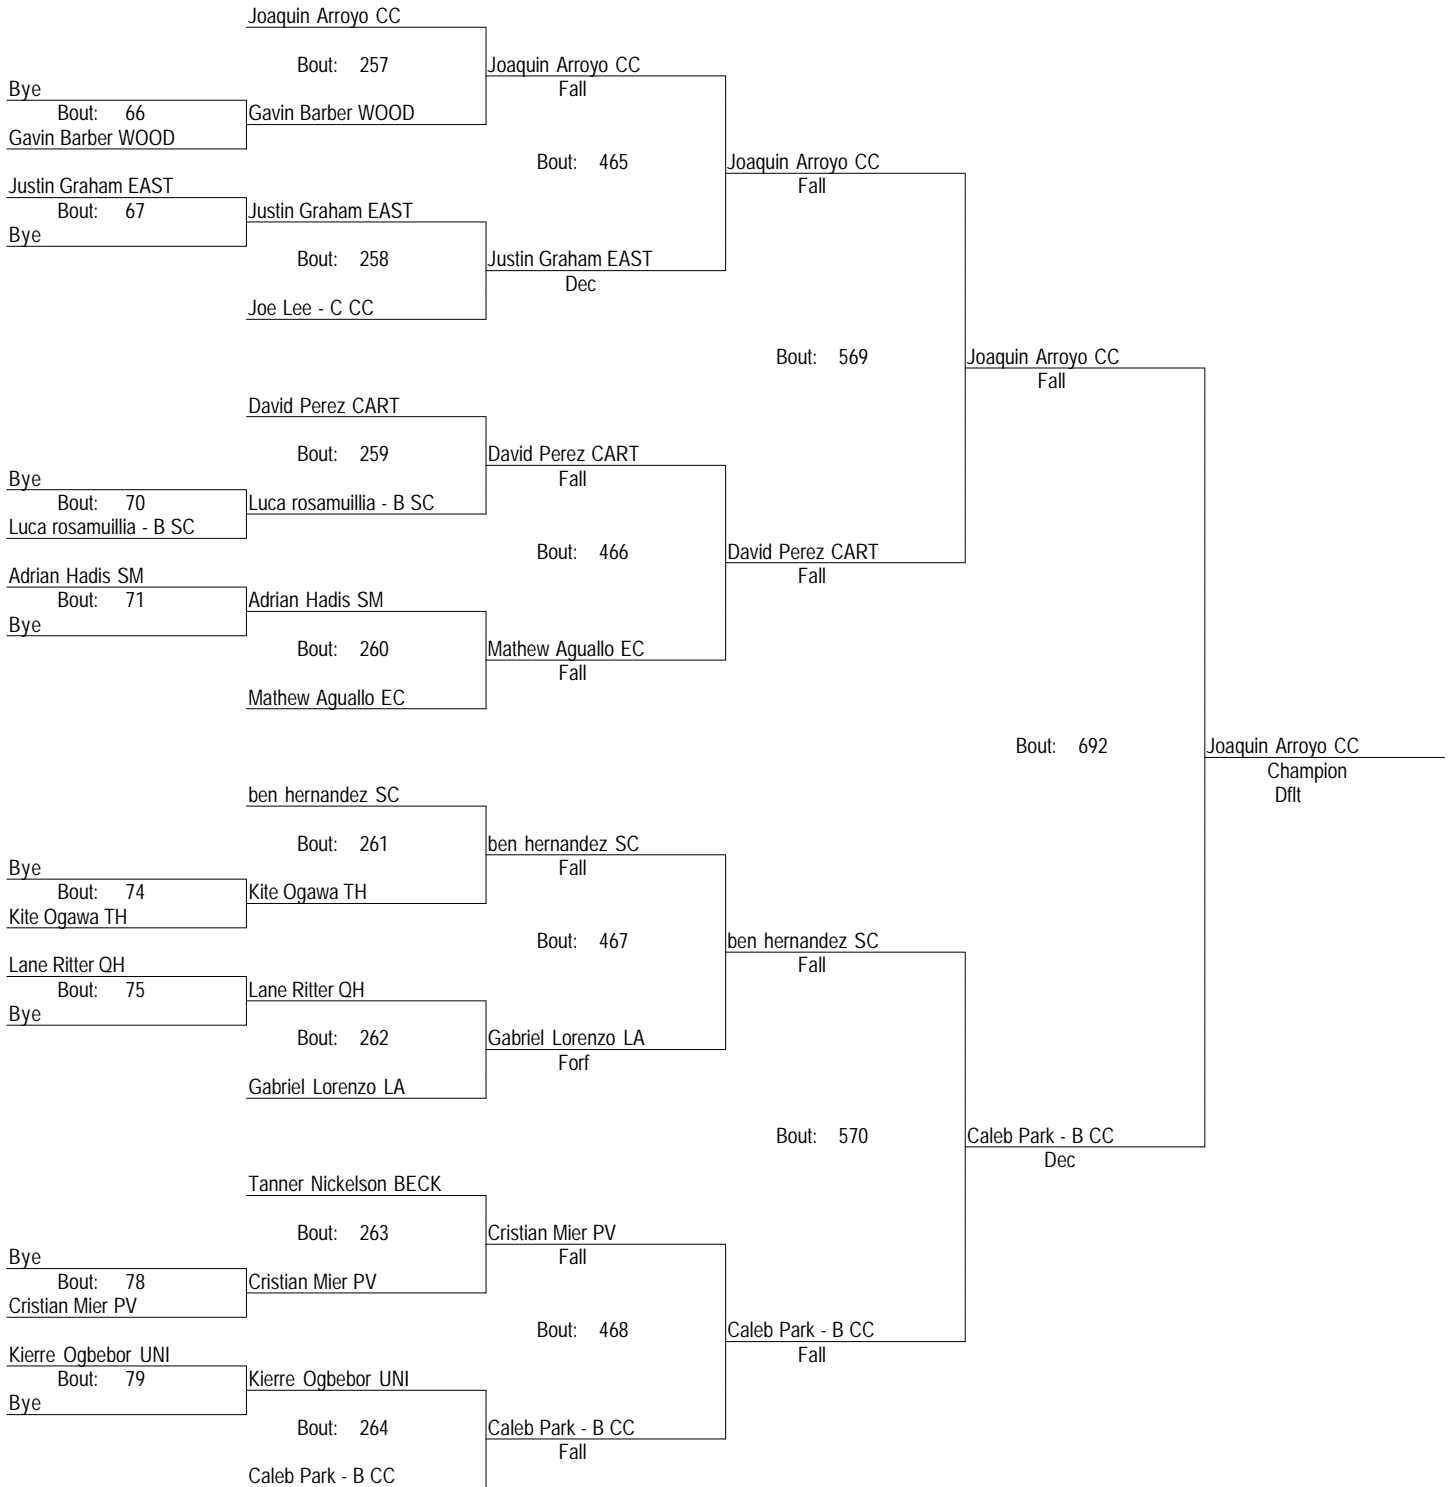 Joaquin Arroyo CC
Bout: 257
Joaquin Arroyo CC
Fall
Bye
Bout: 66
Gavin Barber WOOD
Gavin Barber WOOD
Bout: 465
Joaquin Arroyo CC
Fall
Justin Graham EAST
Bout: 67
Bye
Justin Graham EAST
Bout: 258
Justin Graham EAST
Dec
Joe Lee - C CC
Bout: 569
Joaquin Arroyo CC
Fall
David Perez CART
Bout: 259
David Perez CART
Fall
Bye
Bout: 70
Luca rosamuillia - B SC
Luca rosamuillia - B SC
Bout: 466
David Perez CART
Fall
Adrian Hadis SM
Bout: 71
Bye
Adrian Hadis SM
Bout: 260
Mathew Aguallo EC
Fall
Mathew Aguallo EC
Bout: 692
Joaquin Arroyo CC
Champion
Dflt
ben hernandez SC
Bout: 261
ben hernandez SC
Fall
Bye
Bout: 74
Kite Ogawa TH
Kite Ogawa TH
Bout: 467
ben hernandez SC
Fall
Lane Ritter QH
Bout: 75
Bye
Lane Ritter QH
Bout: 262
Gabriel Lorenzo LA
Forf
Gabriel Lorenzo LA
Bout: 570
Caleb Park - B CC
Dec
Tanner Nickelson BECK
Bout: 263
Cristian Mier PV
Fall
Bye
Bout: 78
Cristian Mier PV
Cristian Mier PV
Bout: 468
Caleb Park - B CC
Fall
Kierre Ogbebor UNI
Bout: 79
Bye
Kierre Ogbebor UNI
Bout: 264
Caleb Park - B CC
Fall
Caleb Park - B CC